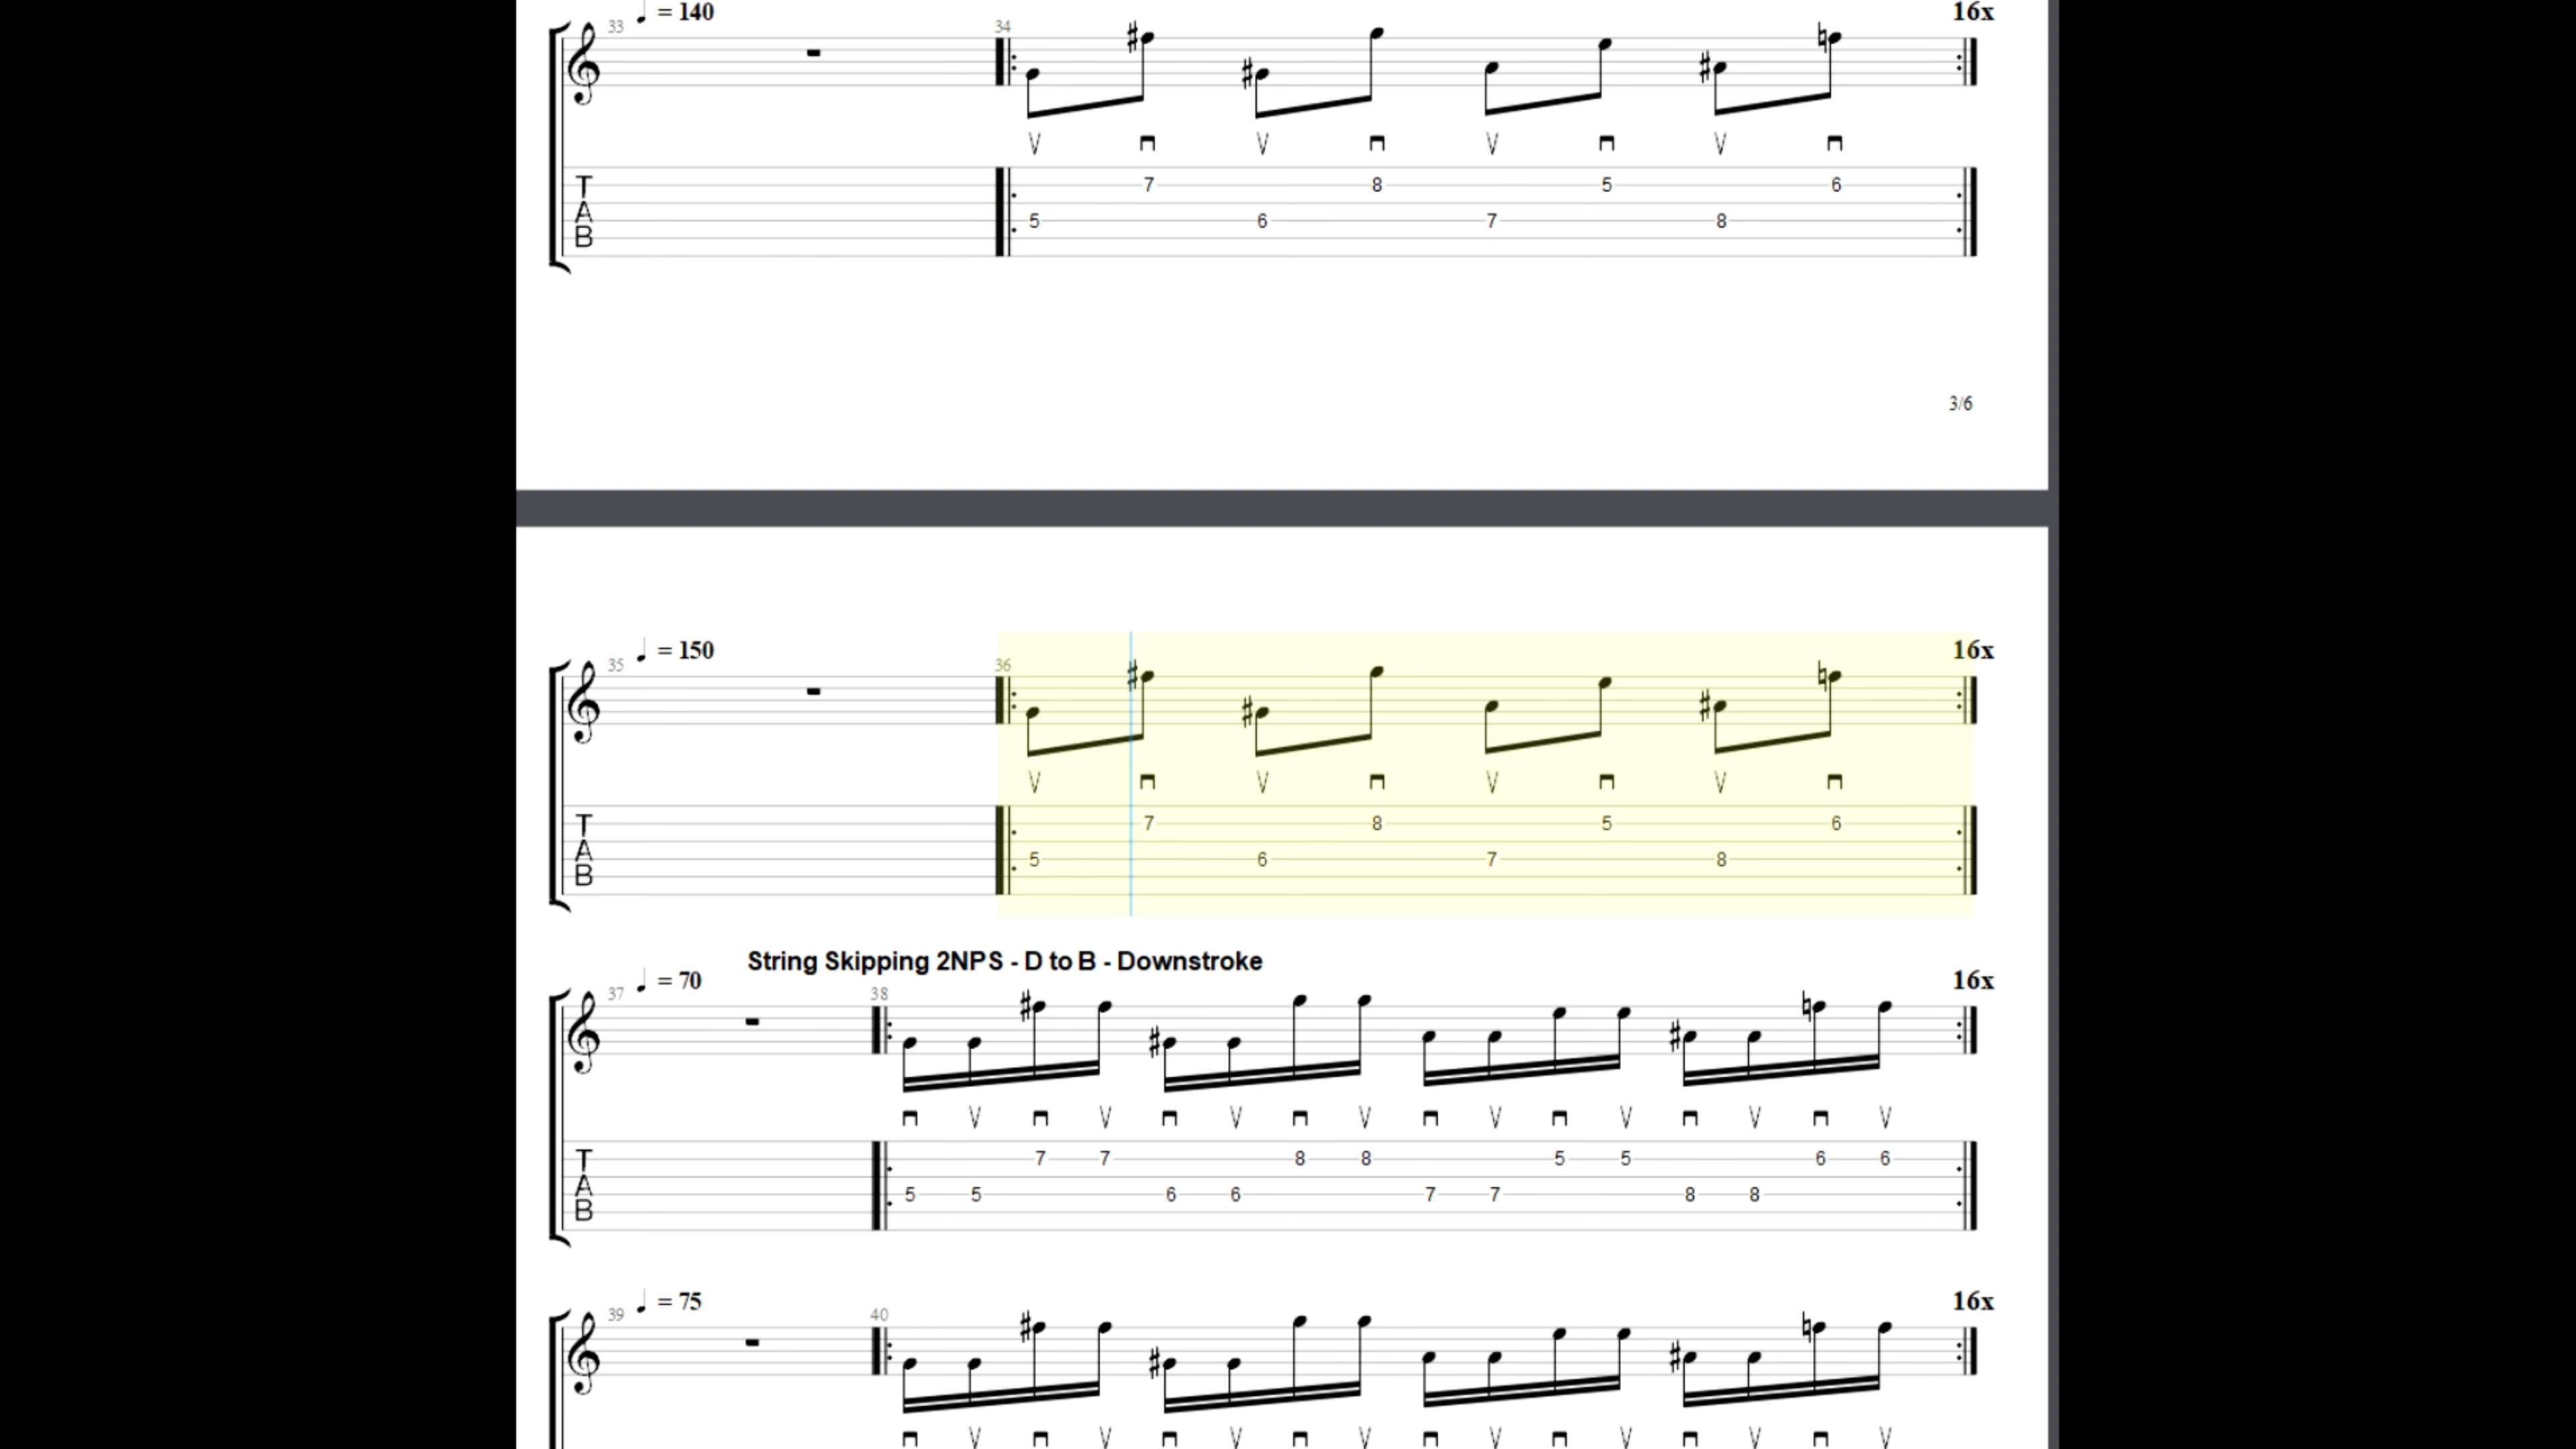 33 ♩ = 140 34 16x
7 8 5 6
5 6 7 8
T
A
B
3/6
35 ♩ = 150 36 16x
7 8 5 6
5 6 7 8
T
A
B
String Skipping 2NPS - D to B - Downstroke
37 ♩ = 70 38 16x
7 7 8 8 5 5 6 6
5 5 6 6 7 7 8 8
T
A
B
39 ♩ = 75 40 16x